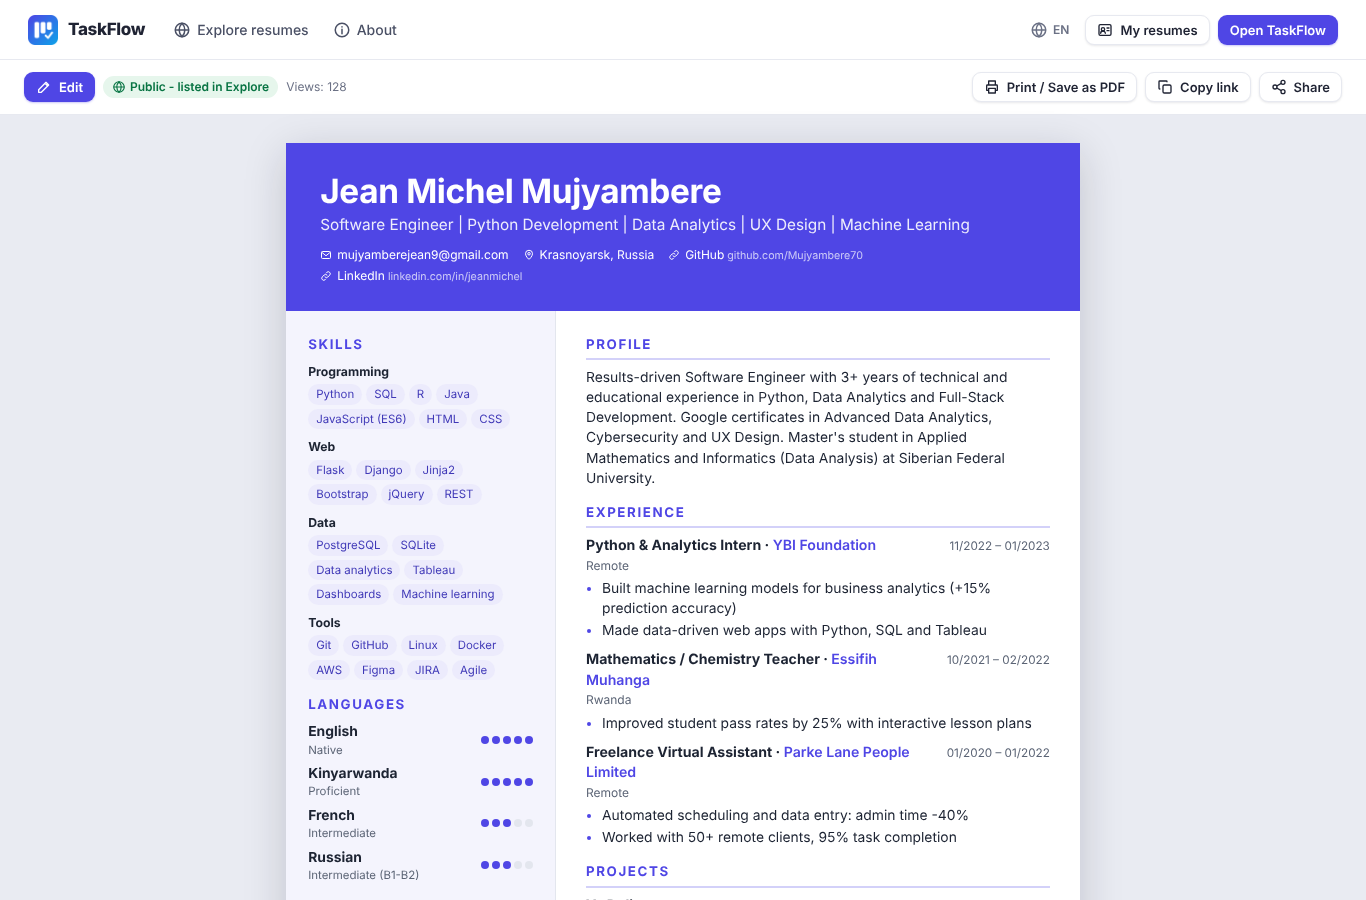 TaskFlow
Explore resumes
About
EN
My resumes
Open TaskFlow
Edit
Public - listed in Explore
Views: 128
Print / Save as PDF
Copy link
Share
Jean Michel Mujyambere
Software Engineer | Python Development | Data Analytics | UX Design | Machine Learning
mujyamberejean9@gmail.com Krasnoyarsk, Russia GitHub github.com/Mujyambere70
LinkedIn linkedin.com/in/jeanmichel
SKILLS
Programming
Python SQL R Java
JavaScript (ES6) HTML CSS
Web
Flask Django Jinja2
Bootstrap jQuery REST
Data
PostgreSQL SQLite
Data analytics Tableau
Dashboards Machine learning
Tools
Git GitHub Linux Docker
AWS Figma JIRA Agile
LANGUAGES
English
Native
Kinyarwanda
Proficient
French
Intermediate
Russian
Intermediate (B1-B2)
PROFILE
Results-driven Software Engineer with 3+ years of technical and
educational experience in Python, Data Analytics and Full-Stack
Development. Google certificates in Advanced Data Analytics,
Cybersecurity and UX Design. Master's student in Applied
Mathematics and Informatics (Data Analysis) at Siberian Federal
University.
EXPERIENCE
Python & Analytics Intern · YBI Foundation 11/2022 – 01/2023
Remote
• Built machine learning models for business analytics (+15%
prediction accuracy)
• Made data-driven web apps with Python, SQL and Tableau
Mathematics / Chemistry Teacher · Essifih 10/2021 – 02/2022
Muhanga
Rwanda
• Improved student pass rates by 25% with interactive lesson plans
Freelance Virtual Assistant · Parke Lane People 01/2020 – 01/2022
Limited
Remote
• Automated scheduling and data entry: admin time -40%
• Worked with 50+ remote clients, 95% task completion
PROJECTS